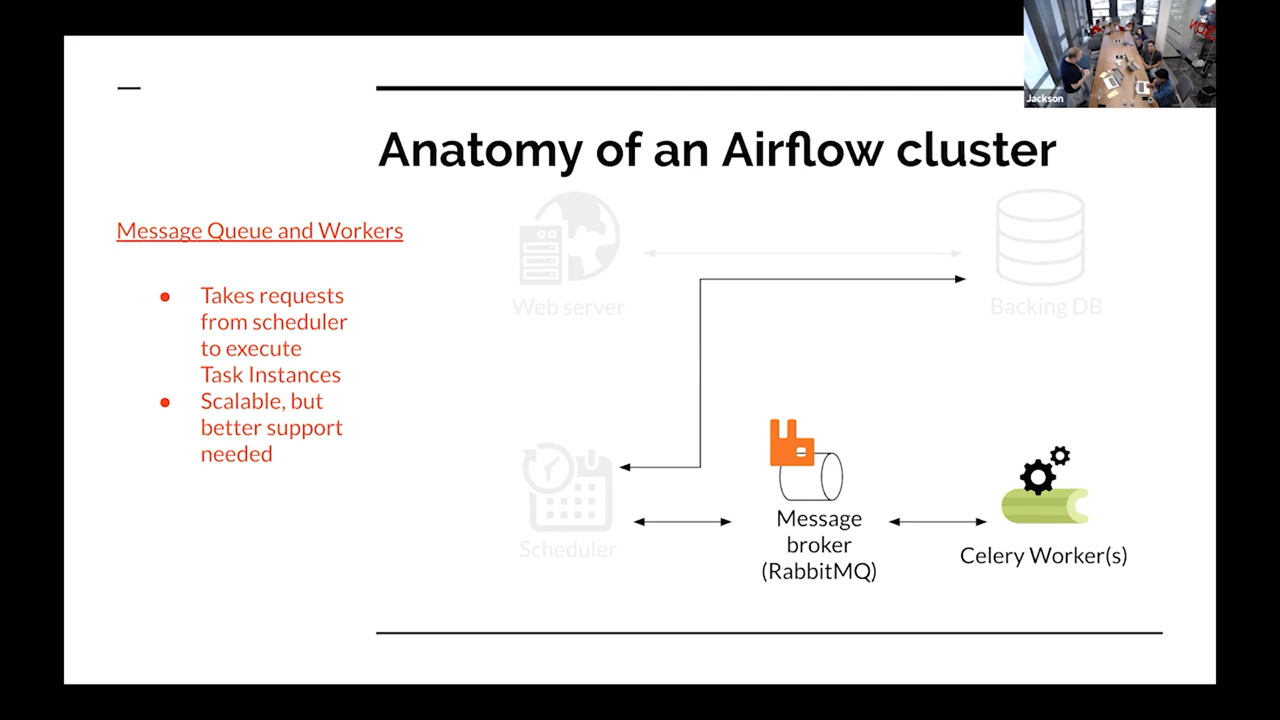 Jackson
Anatomy of an Airflow cluster
Message Queue and Workers
● Takes requests
from scheduler
to execute
Task Instances
● Scalable, but
better support
needed
Web server
Backing DB
Scheduler
Message
broker
(RabbitMQ)
Celery Worker(s)